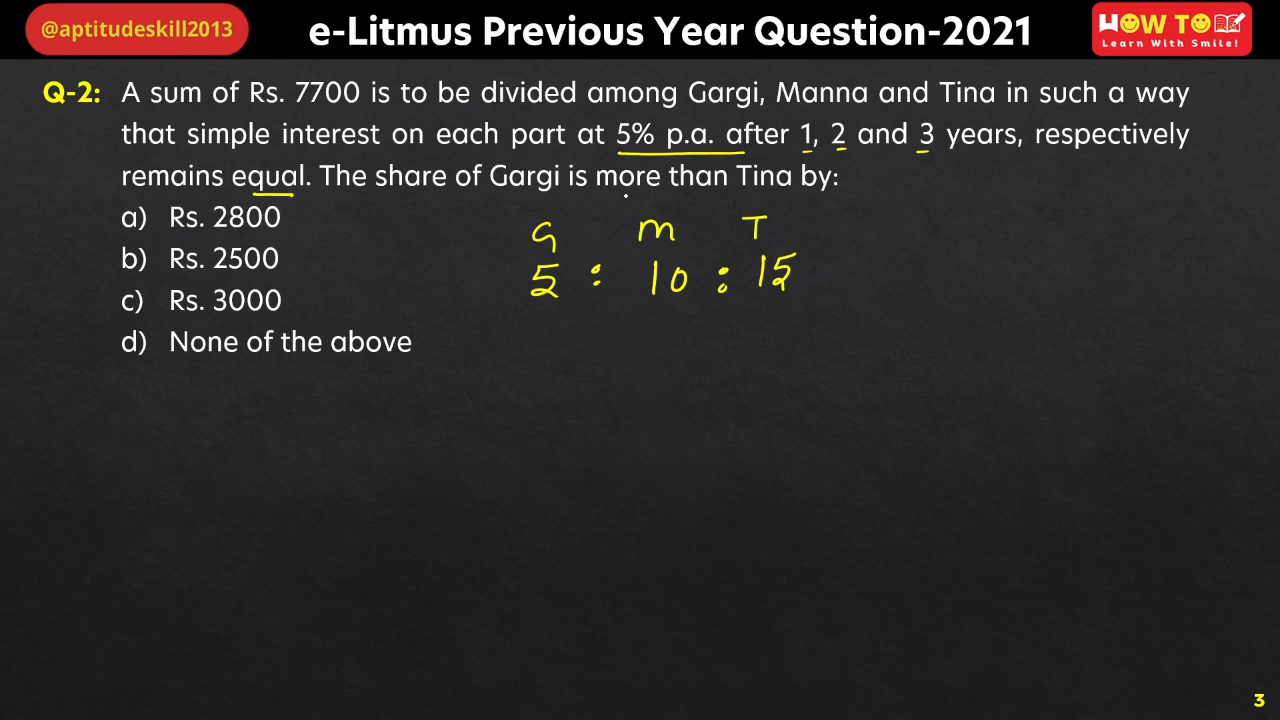 @aptitudeskill2013
e-Litmus Previous Year Question-2021
HOW TO
Learn With Smile!
Q-2: A sum of Rs. 7700 is to be divided among Gargi, Manna and Tina in such a way
that simple interest on each part at 5% p.a. after 1, 2 and 3 years, respectively
remains equal. The share of Gargi is more than Tina by:
a) Rs. 2800
b) Rs. 2500
c) Rs. 3000
d) None of the above
G M T
5 : 10 : 15
3